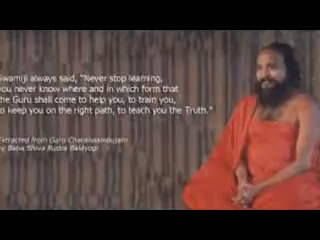 Swamiji always said, "Never stop learning,
you never know where and in which form that
the Guru shall come to help you, to train you,
to keep you on the right path, to teach you the Truth."
Extracted from Guru
by Baba Shiva Rudra Balayogi